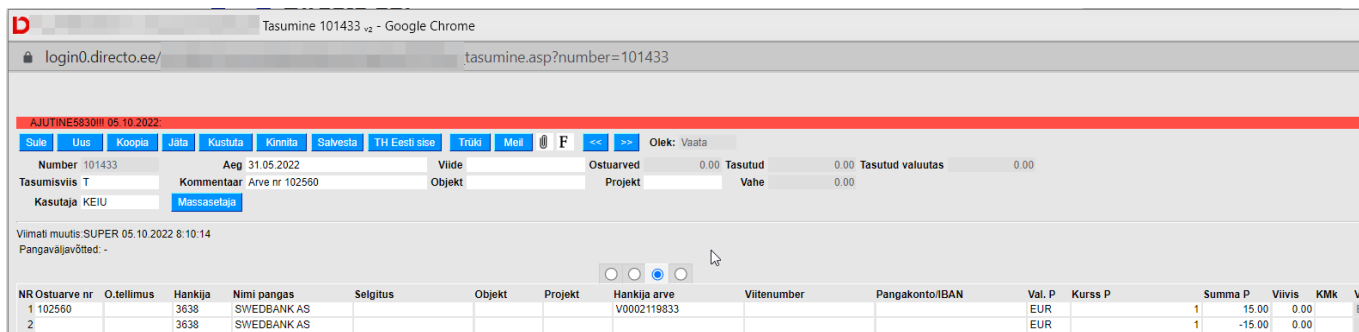 Tasumine 101433 v2 - Google Chrome
login0.directo.ee/ _tasumine.asp?number=101433
AJUTINE5830!!! 05.10.2022:
Sule Uus Koopia Jäta Kustuta Kinnita Salvesta TH Eesti sise Trüki Meil F << >> Olek: Vaata
Number 101433 Aeg 31.05.2022 Viide Ostuarved 0.00 Tasutud 0.00 Tasutud valuutas 0.00
Tasumisviis T Kommentaar Arve nr 102560 Objekt Projekt Vahe 0.00
Kasutaja KEIU Massasetaja
Viimati muutis:SUPER 05.10.2022 8:10:14
Pangaväljavõtted: -
NR Ostuarve nr O.tellimus Hankija Nimi pangas Selgitus Objekt Projekt Hankija arve Viitenumber Pangakonto/IBAN Val. P Kurss P Summa P Viivis KMk V
1 102560 3638 SWEDBANK AS V0002119833 EUR 1 15.00 0.00
2 3638 SWEDBANK AS EUR 1 -15.00 0.00